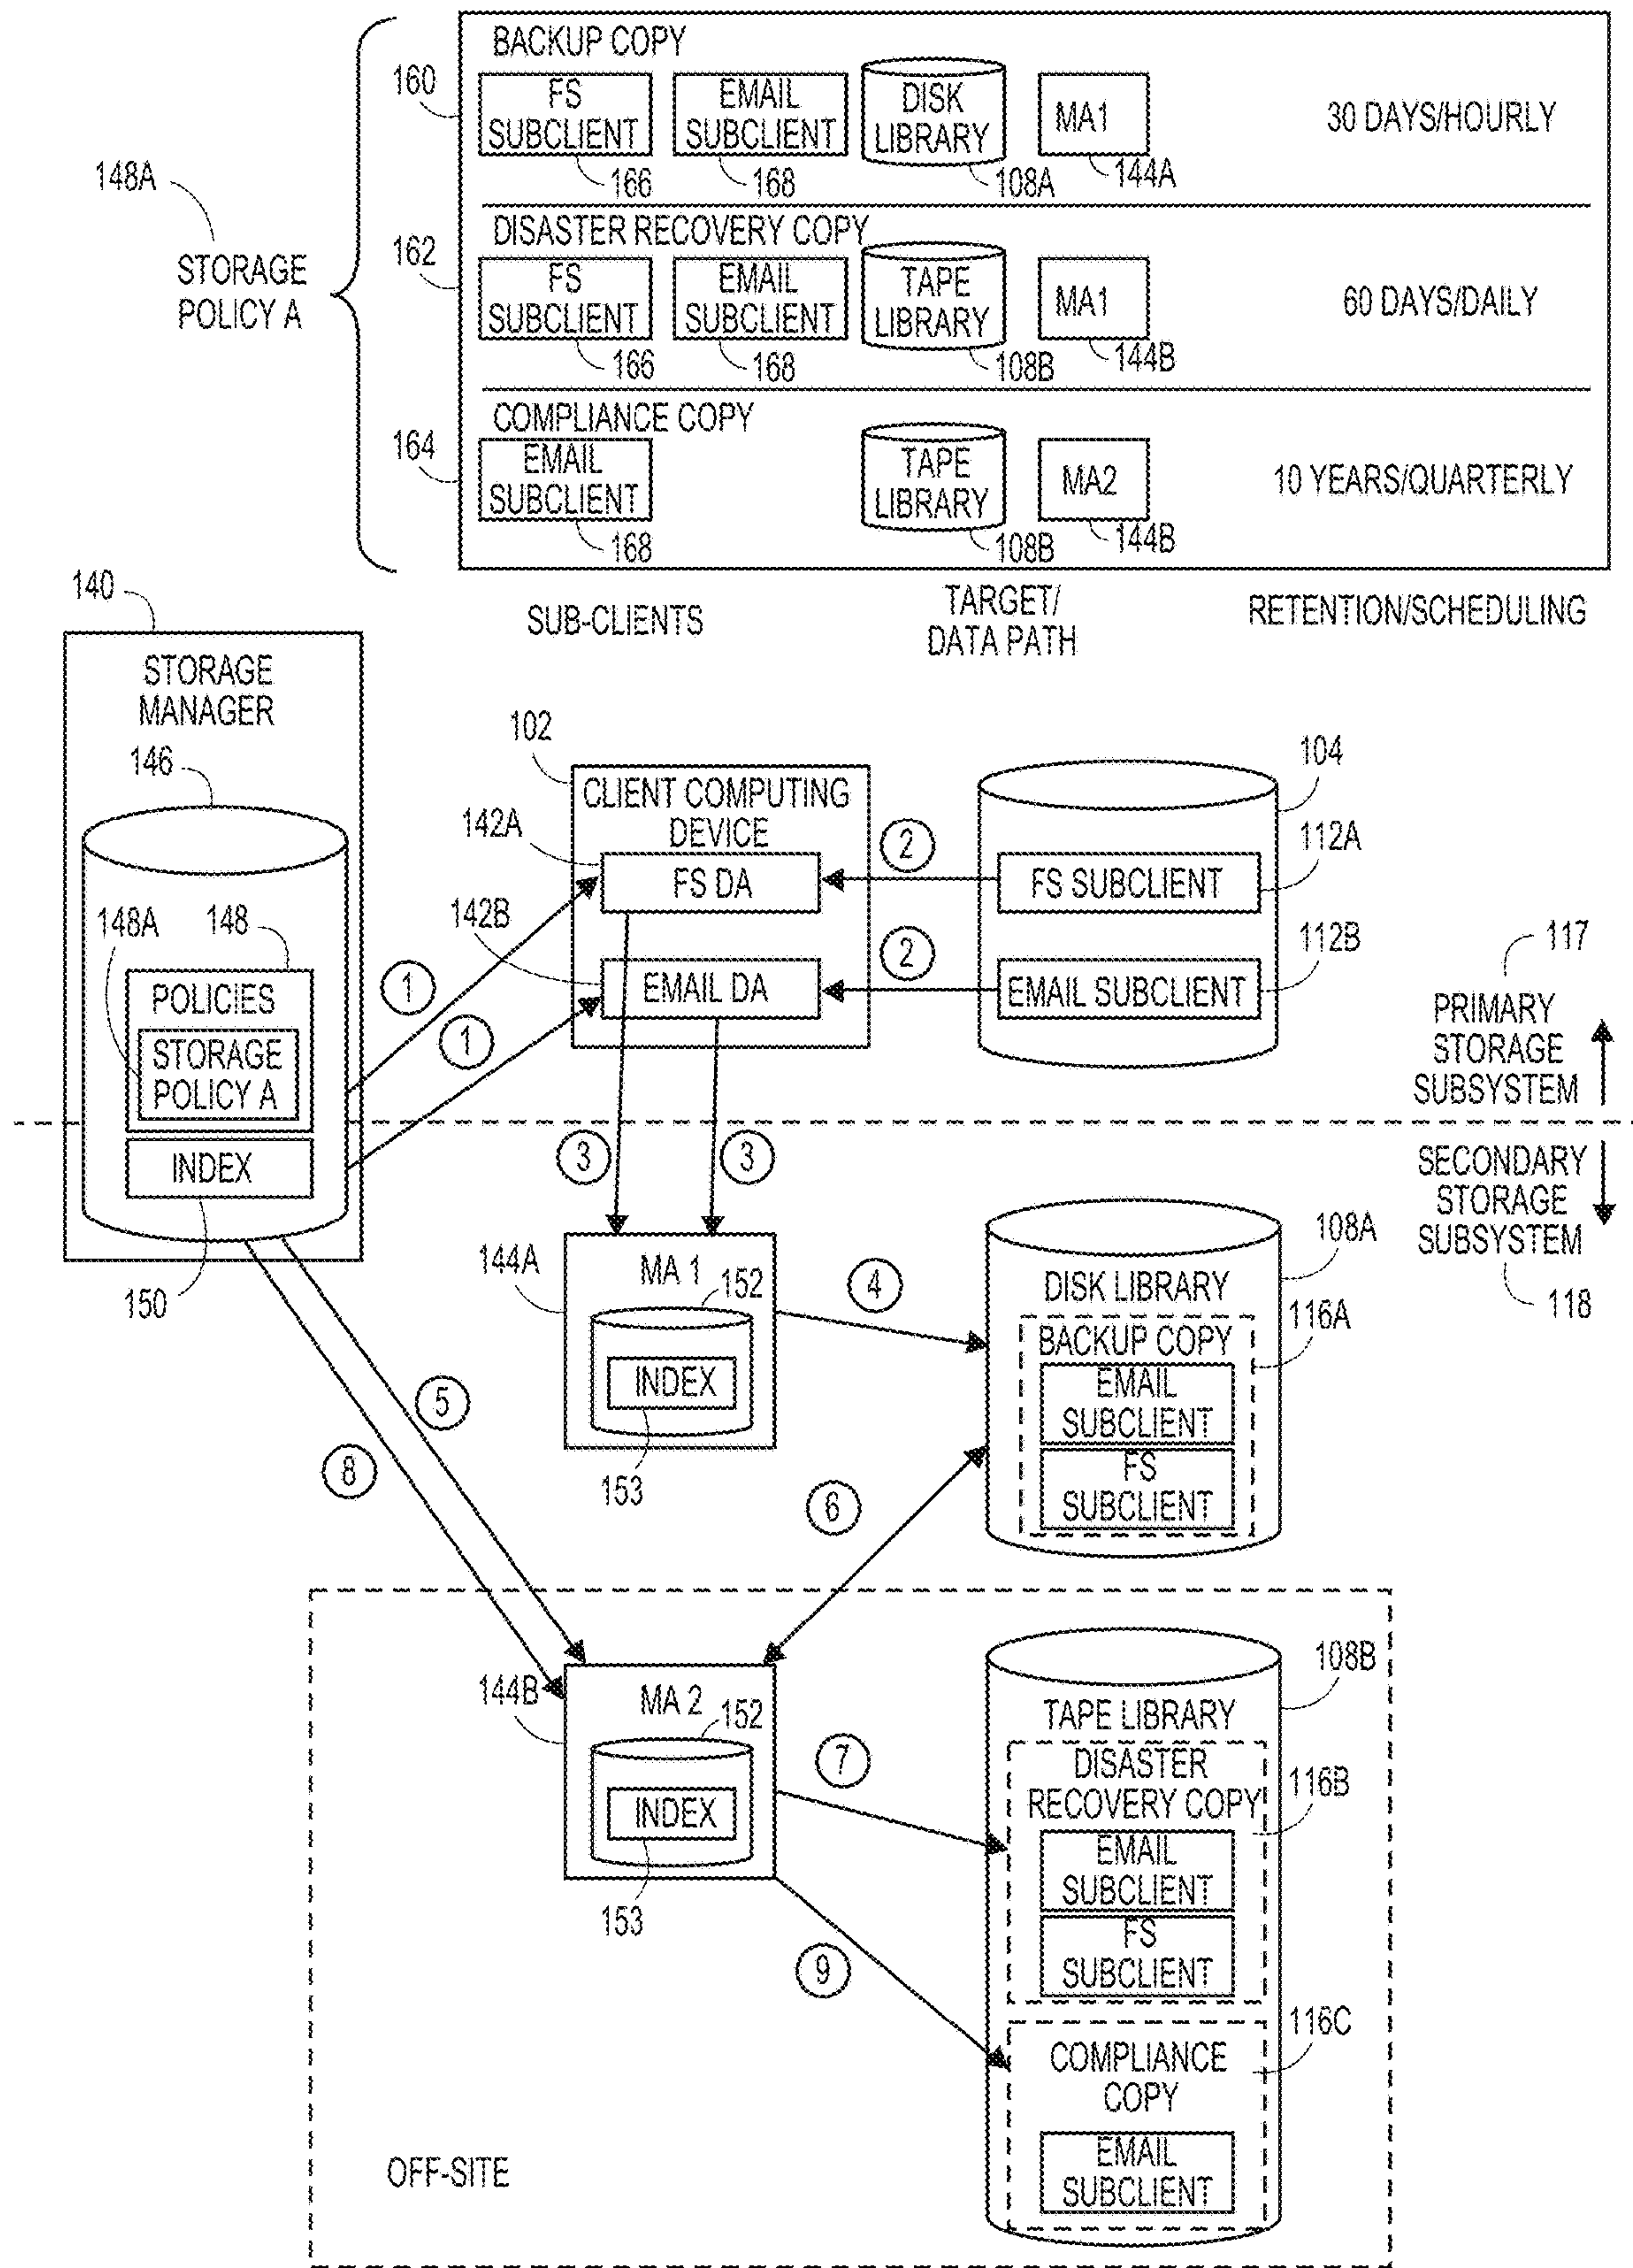 BACKUP COPY
160
FS
SUBCLIENT
166
EMAIL
SUBCLIENT
168
DISK
LIBRARY
108A
MA1
144A
30 DAYS/HOURLY
148A
STORAGE
POLICY A
DISASTER RECOVERY COPY
162
FS
SUBCLIENT
166
EMAIL
SUBCLIENT
168
TAPE
LIBRARY
108B
MA1
144B
60 DAYS/DAILY
COMPLIANCE COPY
164
EMAIL
SUBCLIENT
168
TAPE
LIBRARY
108B
MA2
144B
10 YEARS/QUARTERLY
SUB-CLIENTS
TARGET/
DATA PATH
RETENTION/SCHEDULING
140
STORAGE
MANAGER
146
148A
148
POLICIES
STORAGE
POLICY A
INDEX
150
102
CLIENT COMPUTING
DEVICE
142A
FS DA
142B
EMAIL DA
104
FS SUBCLIENT
112A
EMAIL SUBCLIENT
112B
2
2
1
1
117
PRIMARY
STORAGE
SUBSYSTEM
SECONDARY
STORAGE
SUBSYSTEM
118
3
3
144A
MA 1
152
INDEX
153
4
108A
DISK LIBRARY
BACKUP COPY
116A
EMAIL
SUBCLIENT
FS
SUBCLIENT
5
8
6
144B
MA 2
152
INDEX
153
7
9
108B
TAPE LIBRARY
DISASTER
RECOVERY COPY
116B
EMAIL
SUBCLIENT
FS
SUBCLIENT
116C
COMPLIANCE
COPY
EMAIL
SUBCLIENT
OFF-SITE